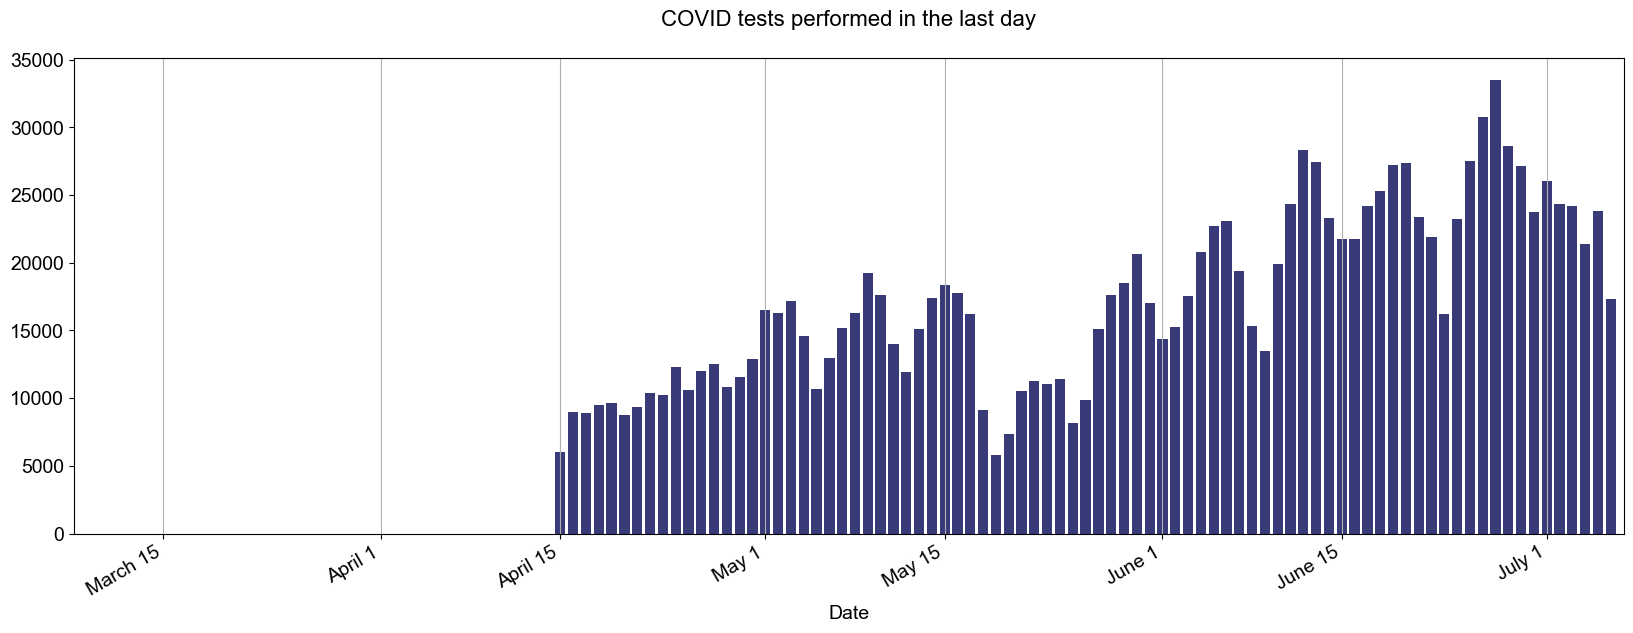 COVID tests performed in the last day
35000
30000
25000
20000
15000
10000
5000
0
March 15
April 1
April 15
May 1
May 15
June 1
June 15
July 1
Date